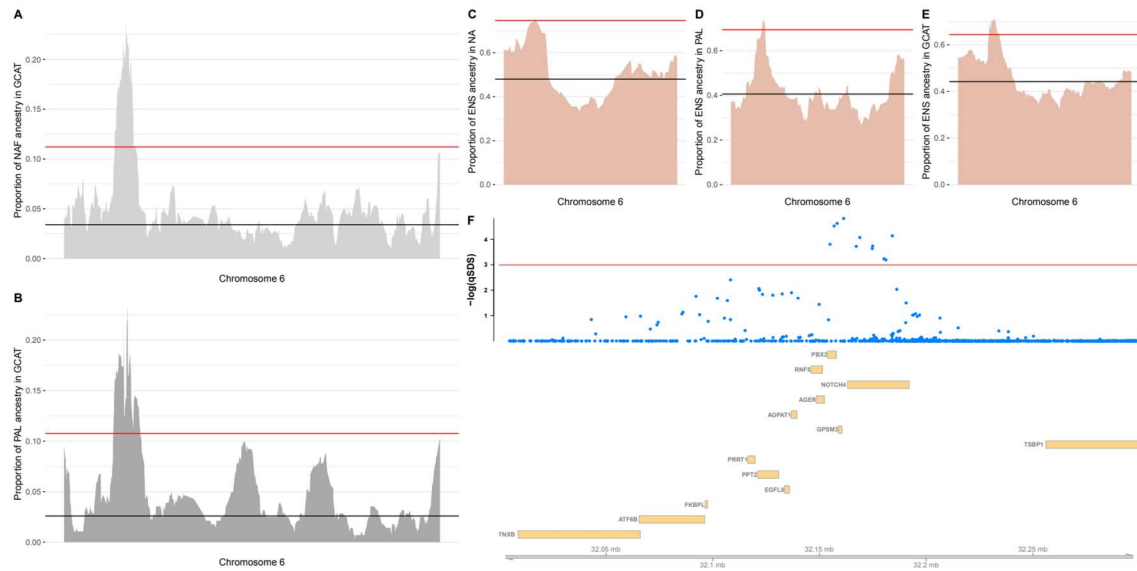 A
Proportion of NAF ancestry in GCAT
0.20
0.15
0.10
0.05
0.00
Chromosome 6
B
Proportion of PAL ancestry in GCAT
0.20
0.15
0.10
0.05
0.00
Chromosome 6
C
Proportion of ENS ancestry in NA
0.6
0.4
0.2
0.0
Chromosome 6
D
Proportion of ENS ancestry in PAL
0.6
0.4
0.2
0.0
Chromosome 6
E
Proportion of ENS ancestry in GCAT
0.6
0.4
0.2
0.0
Chromosome 6
F
−log(qSDS)
4
3
2
1
PBX2
RNF5
NOTCH4
AGER
AGPAT1
GPSM3
TSBP1
PRRT1
PPT2
EGFL8
FKBPL
ATF6B
TNXB
32.05 mb
32.15 mb
32.25 mb
32.1 mb
32.2 mb